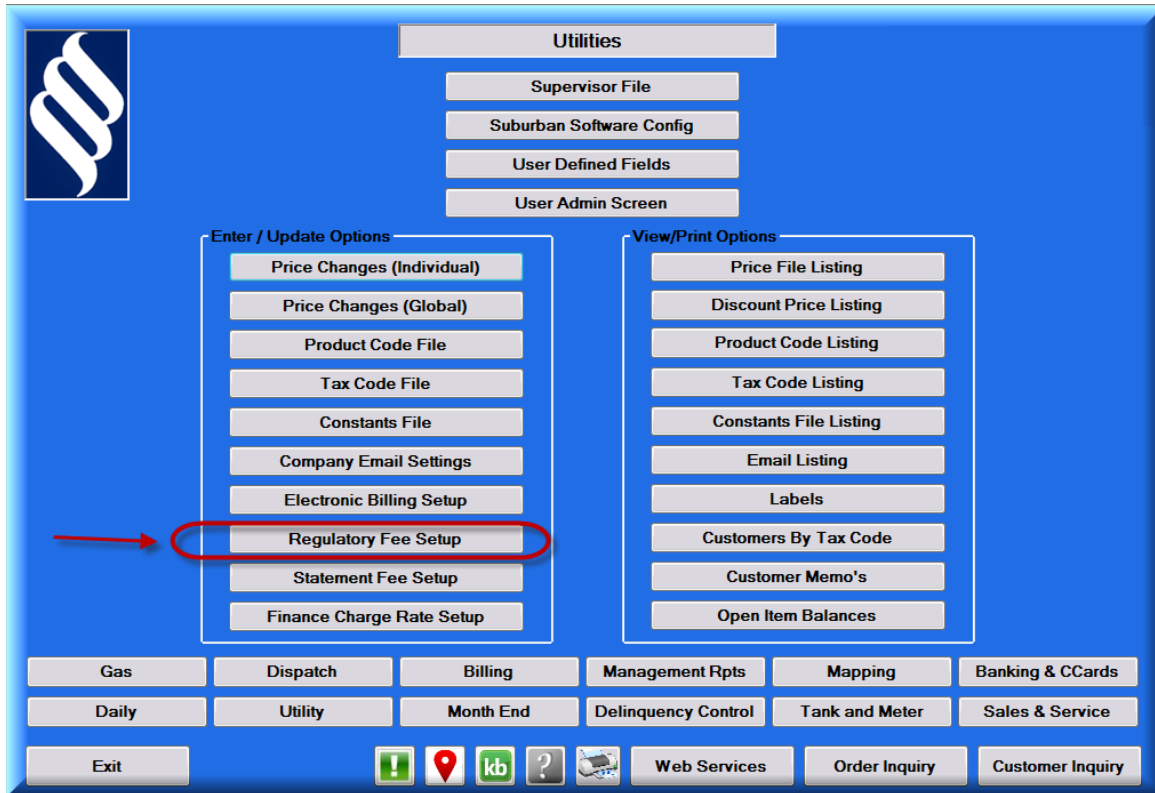 Utilities
Supervisor File
Suburban Software Config
User Defined Fields
User Admin Screen
Enter / Update Options
Price Changes (Individual)
Price Changes (Global)
Product Code File
Tax Code File
Constants File
Company Email Settings
Electronic Billing Setup
Regulatory Fee Setup
Statement Fee Setup
Finance Charge Rate Setup
View/Print Options
Price File Listing
Discount Price Listing
Product Code Listing
Tax Code Listing
Constants File Listing
Email Listing
Labels
Customers By Tax Code
Customer Memo's
Open Item Balances
Gas Dispatch Billing Management Rpts Mapping Banking & CCards
Daily Utility Month End Delinquency Control Tank and Meter Sales & Service
Exit ! kb ? Web Services Order Inquiry Customer Inquiry